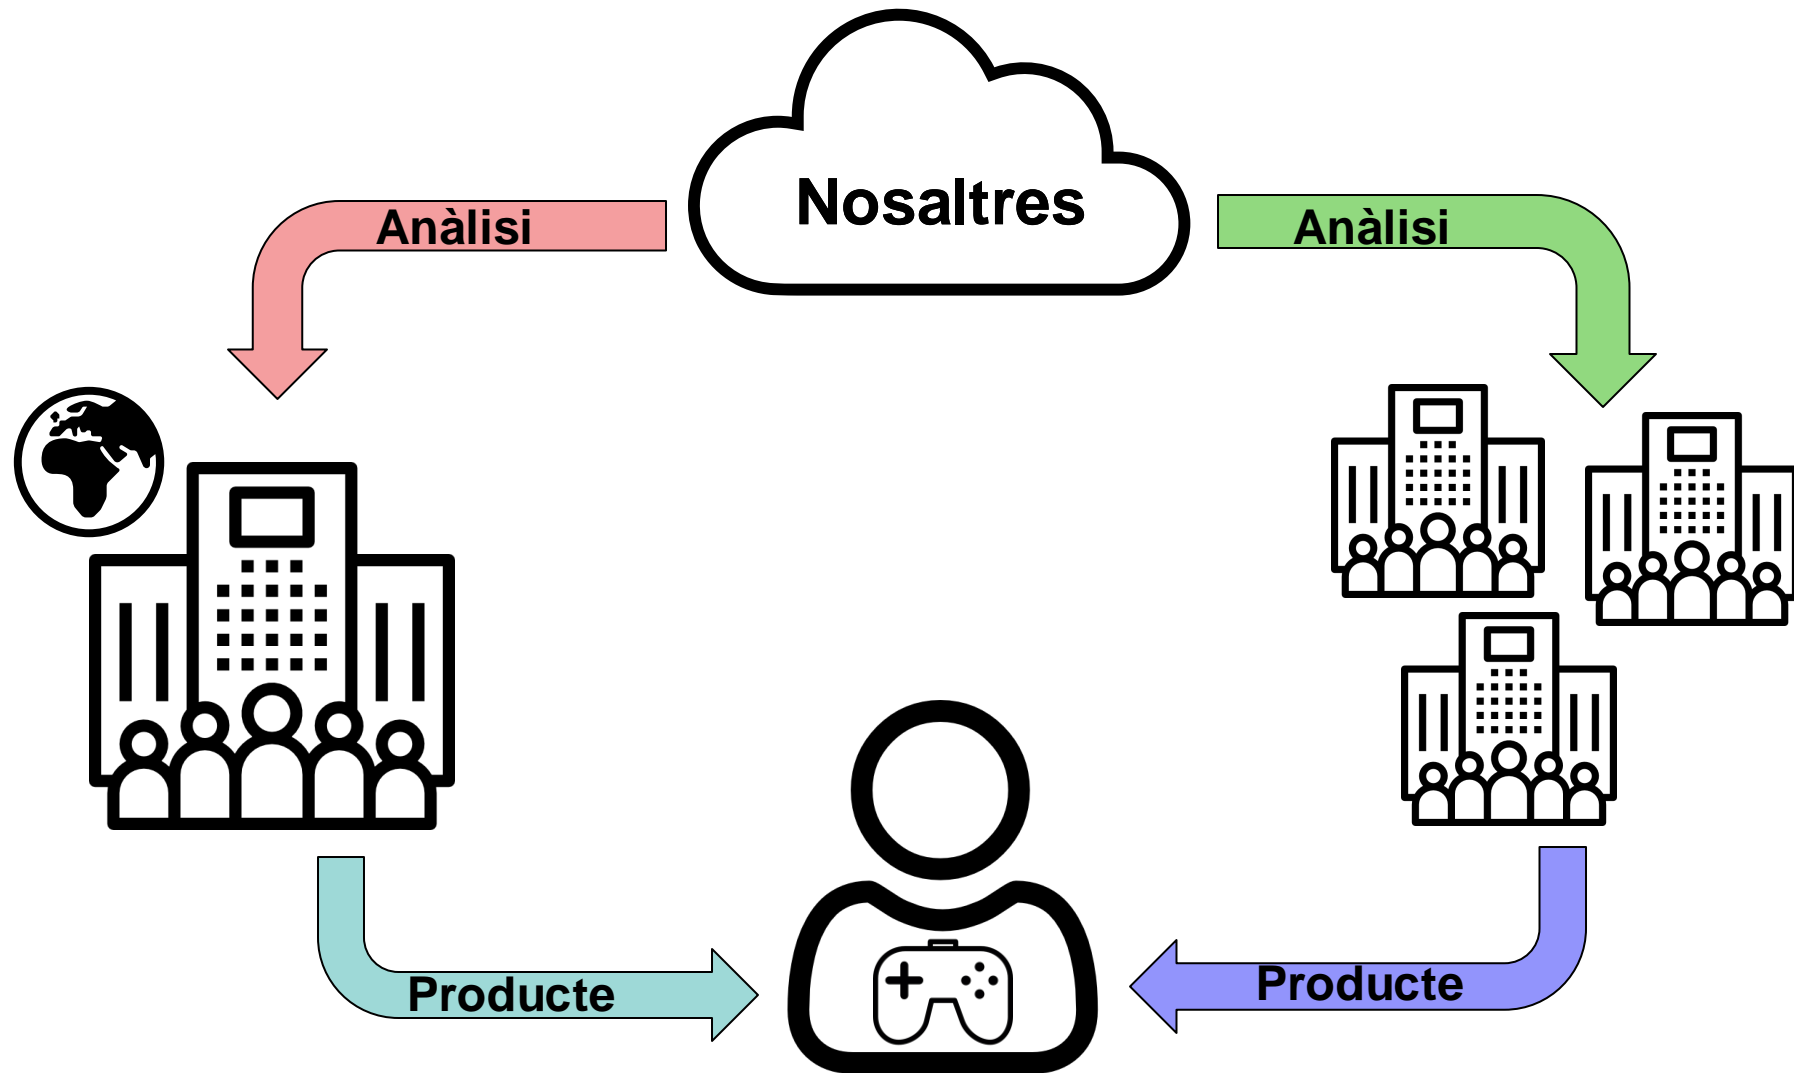 Nosaltres
Anàlisi
Anàlisi
Producte
Producte